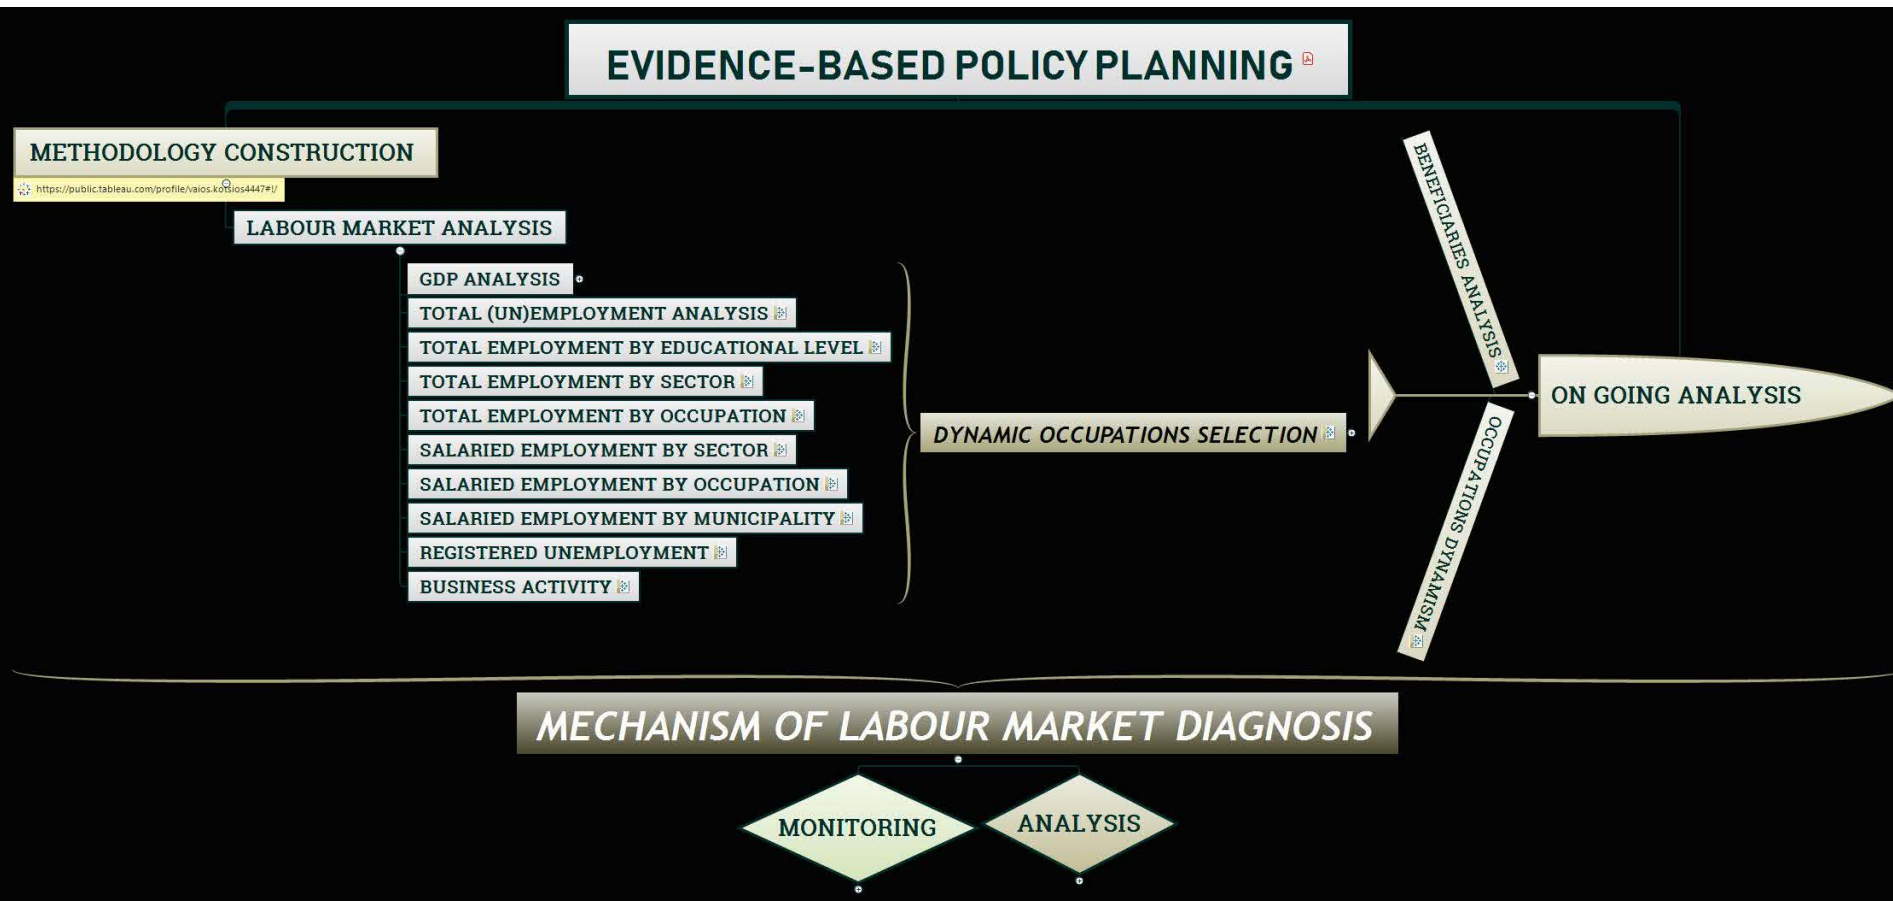 EVIDENCE-BASED POLICY PLANNING
METHODOLOGY CONSTRUCTION
https://public.tableau.com/profile/vaios.kotsios4447#!/
LABOUR MARKET ANALYSIS
GDP ANALYSIS
TOTAL (UN)EMPLOYMENT ANALYSIS
TOTAL EMPLOYMENT BY EDUCATIONAL LEVEL
TOTAL EMPLOYMENT BY SECTOR
TOTAL EMPLOYMENT BY OCCUPATION
SALARIED EMPLOYMENT BY SECTOR
SALARIED EMPLOYMENT BY OCCUPATION
SALARIED EMPLOYMENT BY MUNICIPALITY
REGISTERED UNEMPLOYMENT
BUSINESS ACTIVITY
DYNAMIC OCCUPATIONS SELECTION
BENEFICIARIES ANALYSIS
ON GOING ANALYSIS
OCCUPATIONS DYNAMISM
MECHANISM OF LABOUR MARKET DIAGNOSIS
MONITORING
ANALYSIS